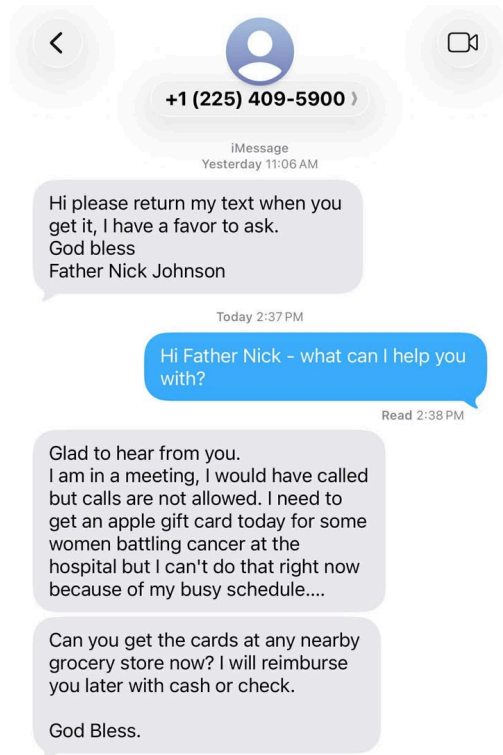 +1 (225) 409-5900 ⟩
iMessage
Yesterday 11:06 AM
Hi please return my text when you
get it, I have a favor to ask.
God bless
Father Nick Johnson
Today 2:37 PM
Hi Father Nick - what can I help you
with?
Read 2:38 PM
Glad to hear from you.
I am in a meeting, I would have called
but calls are not allowed. I need to
get an apple gift card today for some
women battling cancer at the
hospital but I can't do that right now
because of my busy schedule....
Can you get the cards at any nearby
grocery store now? I will reimburse
you later with cash or check.
God Bless.